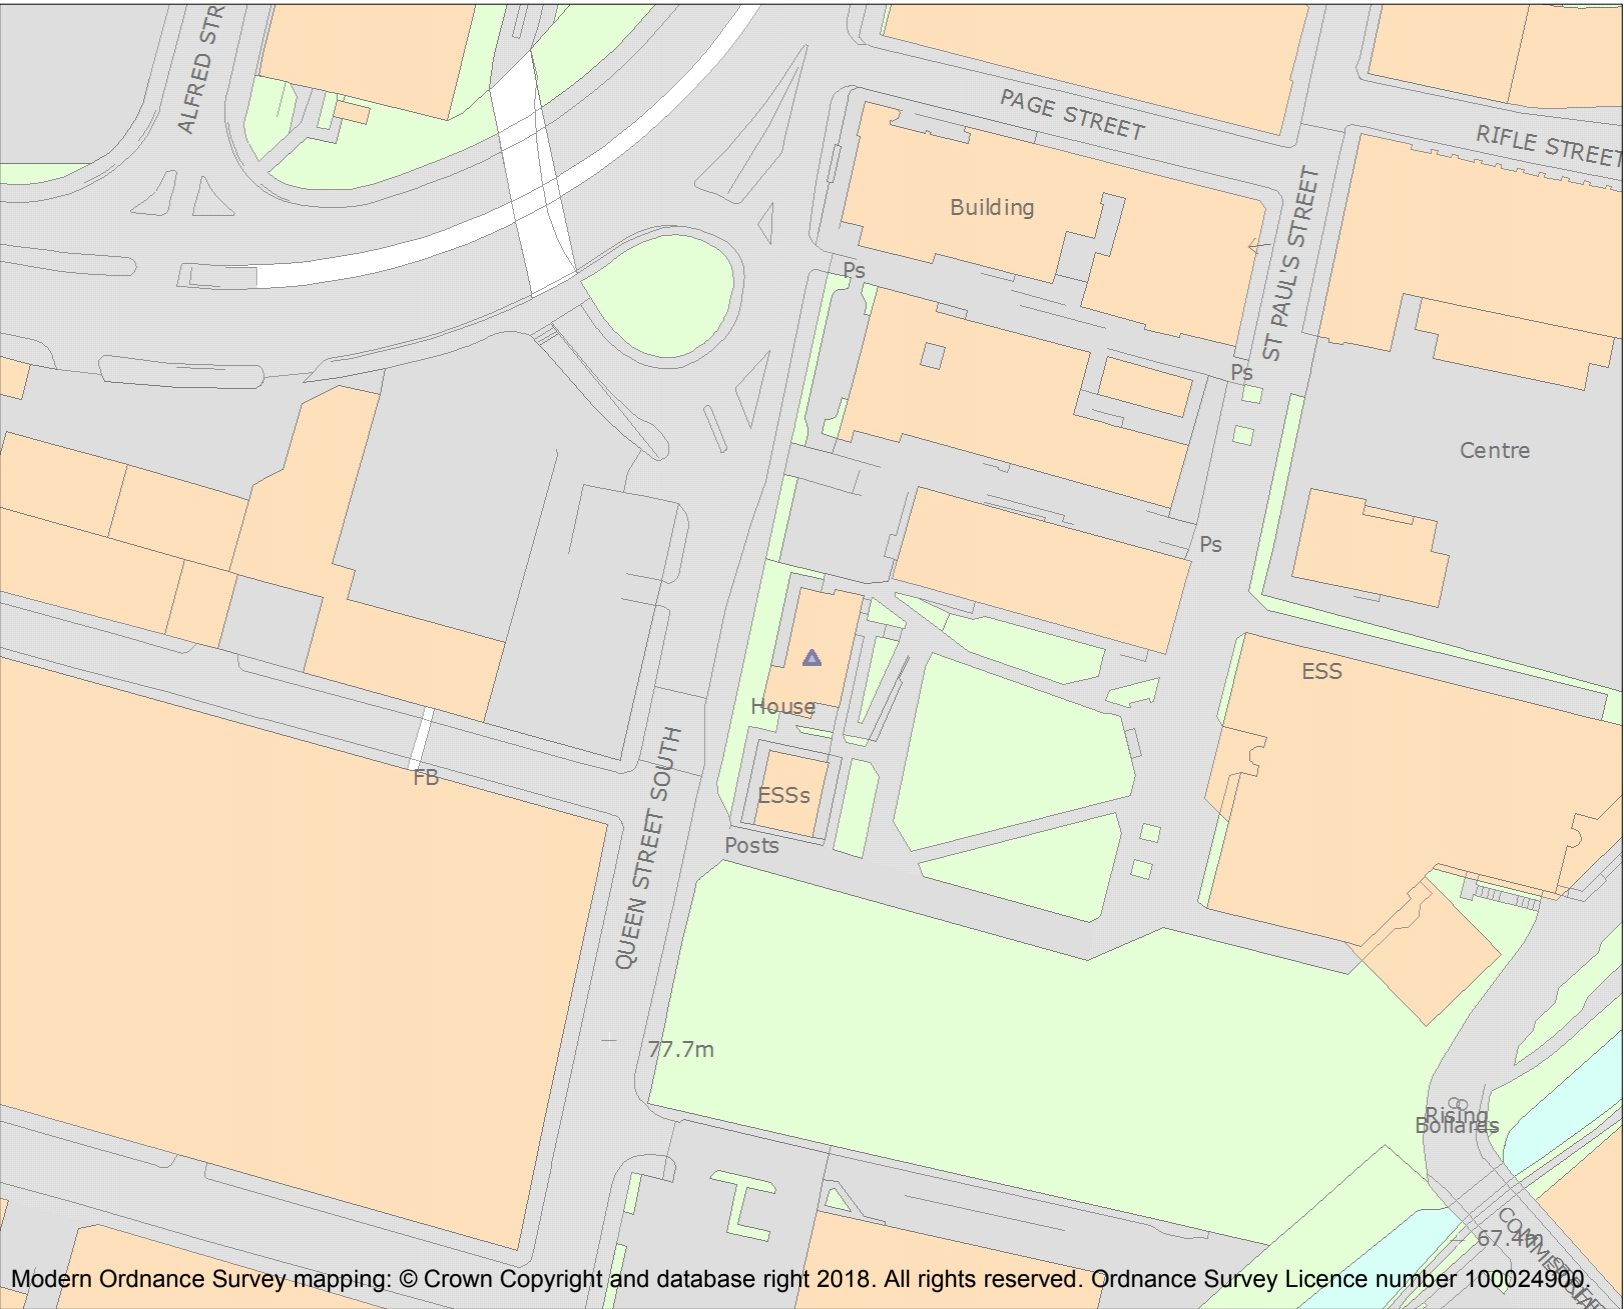 ALFRED STR
PAGE STREET
RIFLE STREET
Building
ST PAUL'S STREET
Ps
Ps
Centre
Ps
ESS
House
QUEEN STREET SOUTH
FB
ESSs
Posts
77.7m
Rising
Bollards
67.4m
Modern Ordnance Survey mapping: © Crown Copyright and database right 2018. All rights reserved. Ordnance Survey Licence number 100024900.